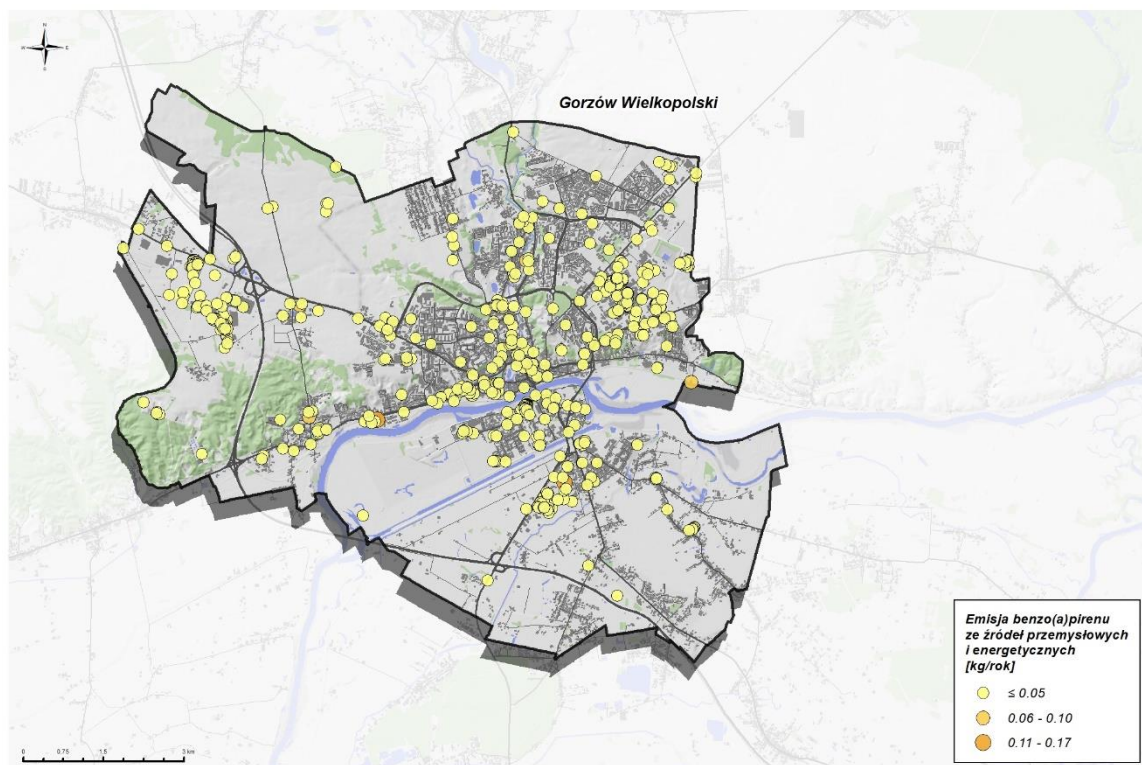 N
W E
S
Gorzów Wielkopolski
Emisja benzo(a)pirenu
ze źródeł przemysłowych
i energetycznych
[kg/rok]
≤ 0.05
0.06 - 0.10
0.11 - 0.17
0 0.75 1.5 3 km